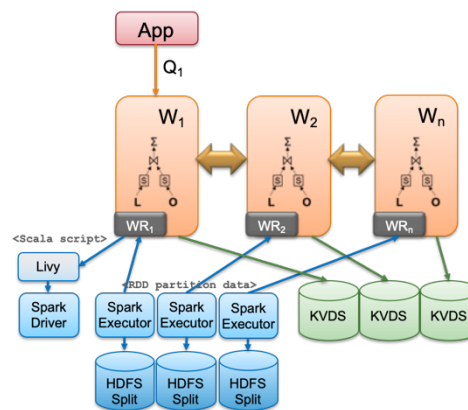 App
Q1
W1
W2
Wn
Σ
Σ
Σ
⋈
⋈
⋈
S S
S S
S S
L O
L O
L O
WR1
WR2
WRn
<Scala script>
<RDD partition data>
Livy
Spark
Driver
Spark
Executor
Spark
Executor
Spark
Executor
KVDS
KVDS
KVDS
HDFS
Split
HDFS
Split
HDFS
Split